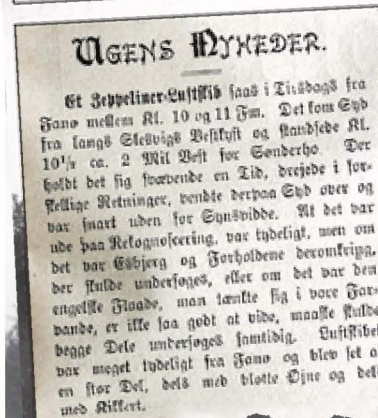 UGENS NYHEDER.
Et Zeppeliner-Luftskib saas i Tirsdags fra
Fanø mellem Kl. 10 og 11 Fm. Det kom Syd
fra langs Slesvigs Vestkyst og standsede Kl.
10½ ca. 2 Mil Vest for Sønderho. Der
holdt det sig svævende en Tid, drejede i for-
skellige Retninger, vendte derpaa Syd over og
var snart uden for Synsvidde. At det var
ude paa Rekognoscering, var tydeligt, men om
det var Esbjerg og Forholdene deromkring,
der skulde undersøges, eller om det var den
engelske Flaade, man tænkte sig i vore Far-
vande, er ikke saa godt at vide, maaske skulde
begge Dele undersøges samtidig. Luftskibet
var meget tydeligt fra Fanø og blev set a
en stor Del, dels med blotte Øjne og del
med Kikkert.